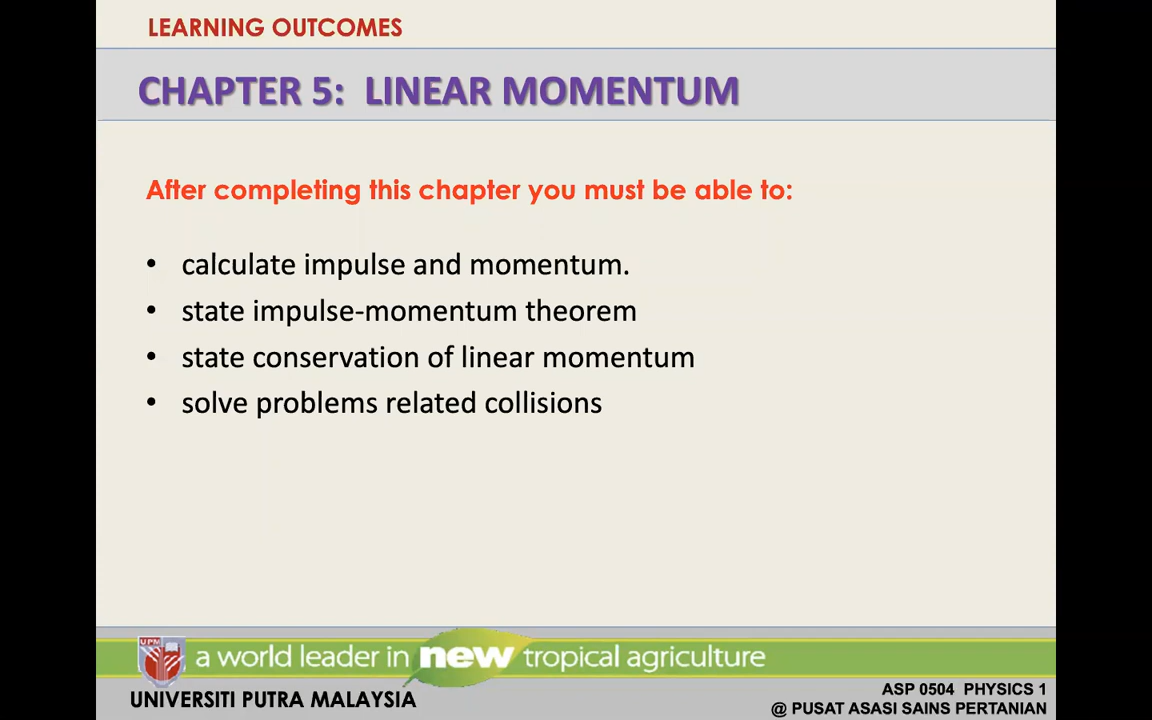 LEARNING OUTCOMES
CHAPTER 5: LINEAR MOMENTUM
After completing this chapter you must be able to:
• calculate impulse and momentum.
• state impulse-momentum theorem
• state conservation of linear momentum
• solve problems related collisions
UPM
a world leader in new tropical agriculture
UNIVERSITI PUTRA MALAYSIA
ASP 0504 PHYSICS 1
@ PUSAT ASASI SAINS PERTANIAN